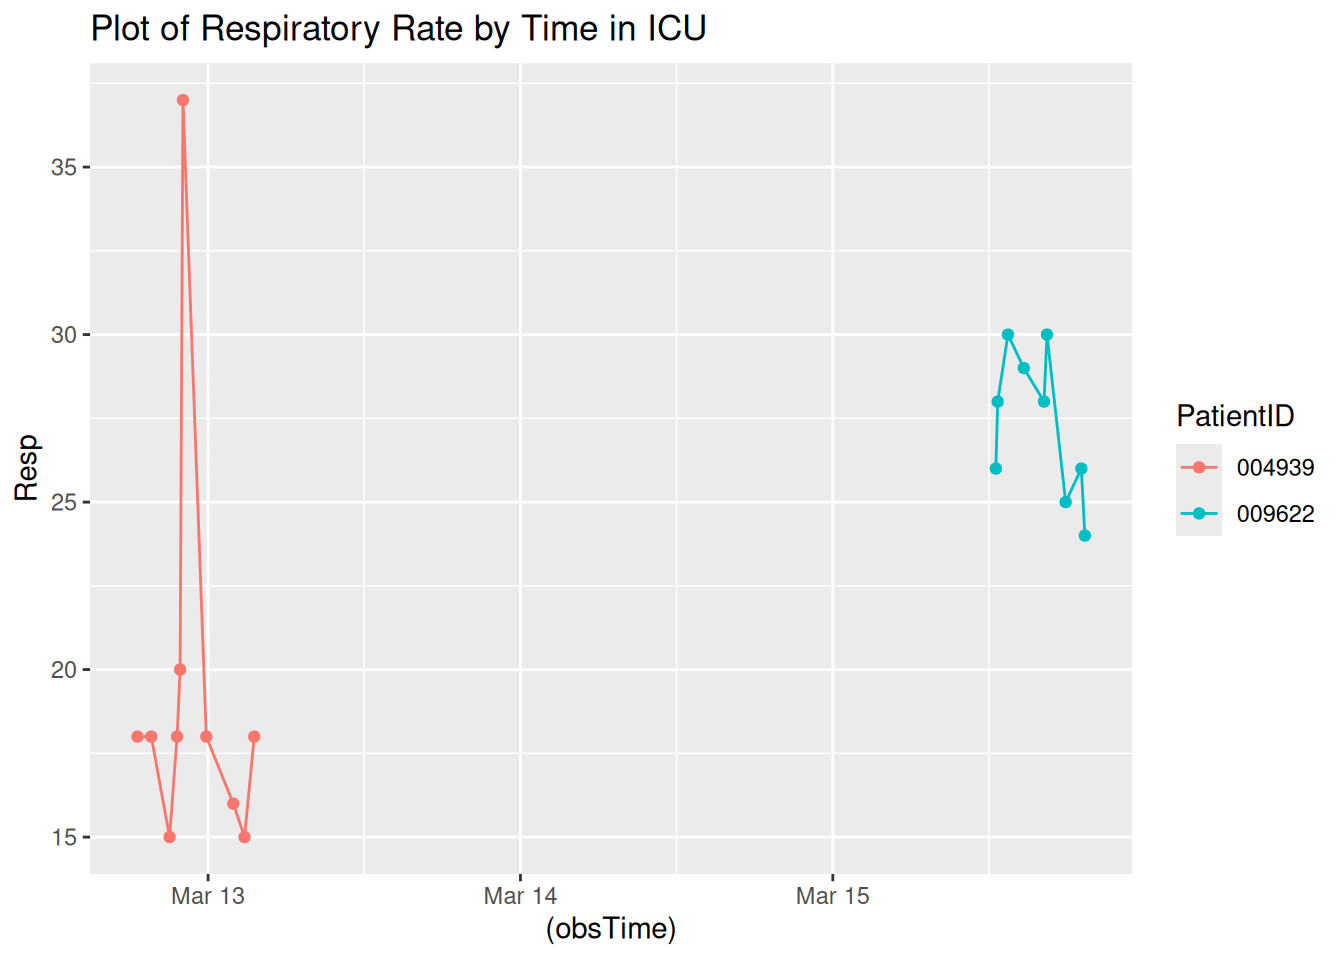 Plot of Respiratory Rate by Time in ICU
35
30
25
20
15
Resp
Mar 13
Mar 14
Mar 15
(obsTime)
PatientID
004939
009622